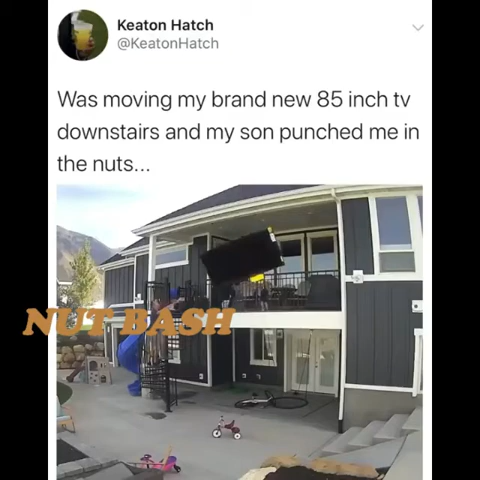 Keaton Hatch
@KeatonHatch
Was moving my brand new 85 inch tv
downstairs and my son punched me in
the nuts...
NUT BASH